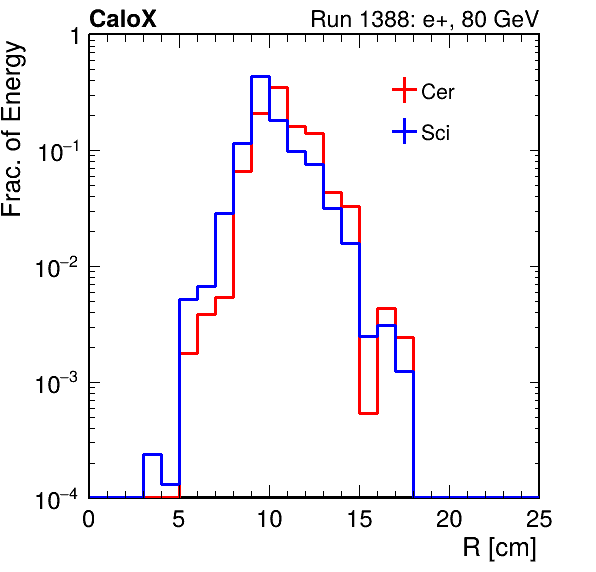 CaloX Run 1388: e+, 80 GeV
Frac. of Energy
1
10⁻¹
10⁻²
10⁻³
10⁻⁴
Cer
Sci
0 5 10 15 20 25
R [cm]